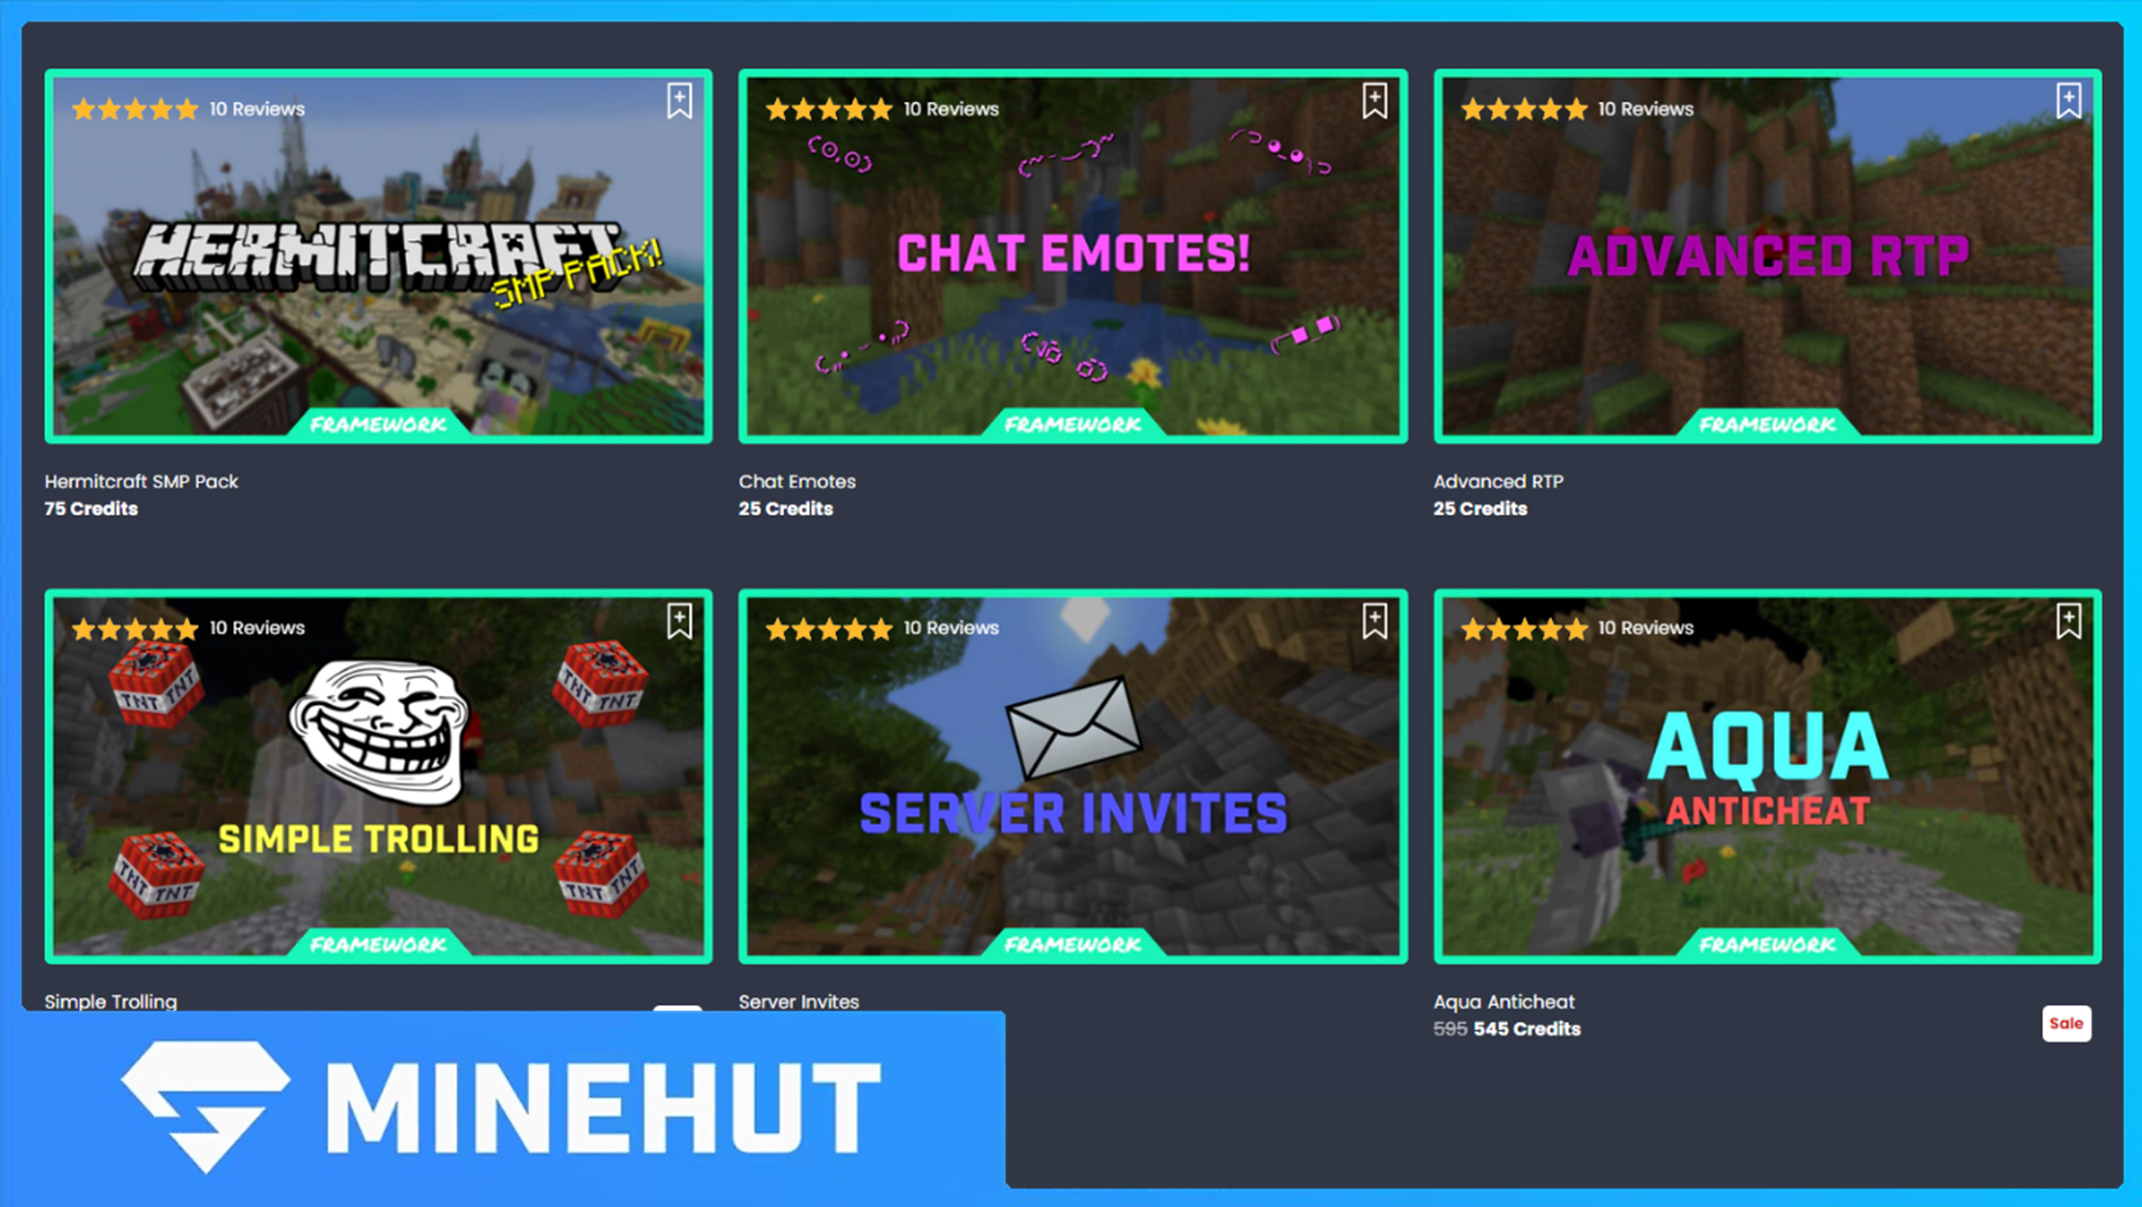 10 Reviews
HERMITCRAFT
SMP PACK!
FRAMEWORK
Hermitcraft SMP Pack
75 Credits
10 Reviews
CHAT EMOTES!
FRAMEWORK
Chat Emotes
25 Credits
10 Reviews
ADVANCED RTP
FRAMEWORK
Advanced RTP
25 Credits
10 Reviews
TNT TNT
TNT TNT
SIMPLE TROLLING
TNT TNT
TNT TNT
FRAMEWORK
Simple Trolling
10 Reviews
SERVER INVITES
FRAMEWORK
Server Invites
10 Reviews
AQUA
ANTICHEAT
FRAMEWORK
Aqua Anticheat
595 545 Credits
Sale
MINEHUT